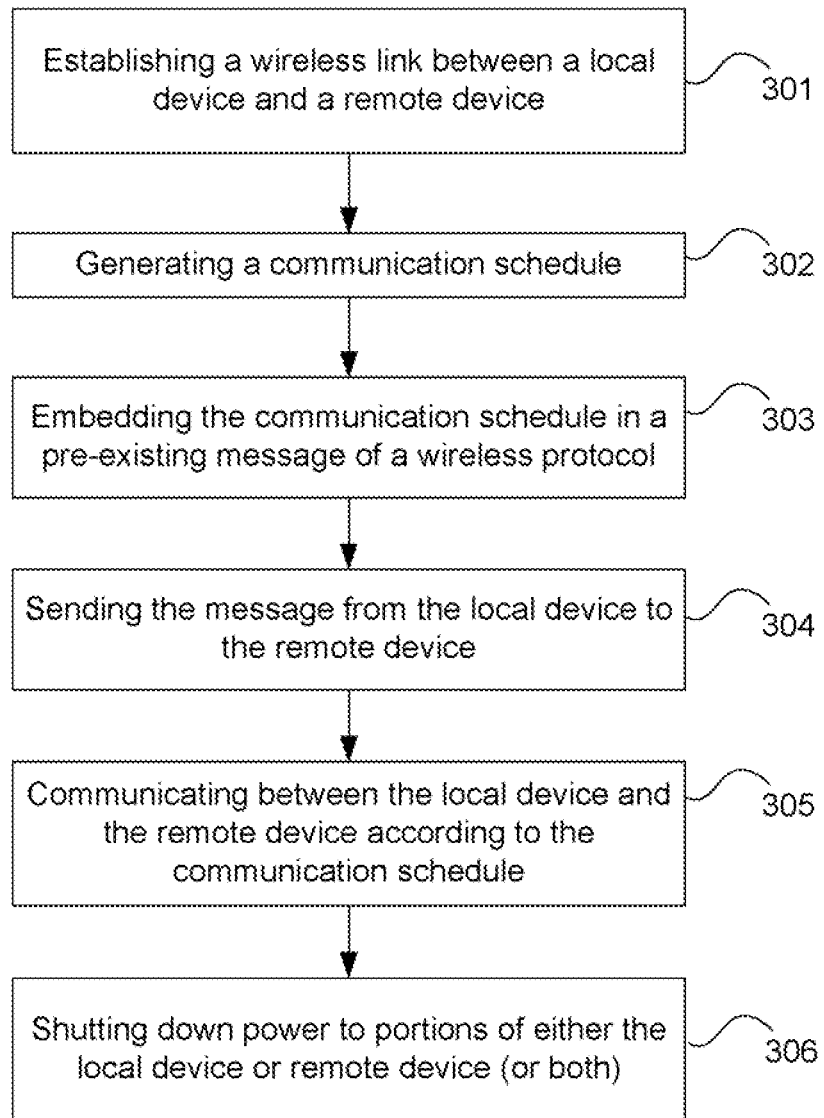 Establishing a wireless link between a local
device and a remote device
301
Generating a communication schedule
302
Embedding the communication schedule in a
pre-existing message of a wireless protocol
303
Sending the message from the local device to
the remote device
304
Communicating between the local device and
the remote device according to the
communication schedule
305
Shutting down power to portions of either the
local device or remote device (or both)
306